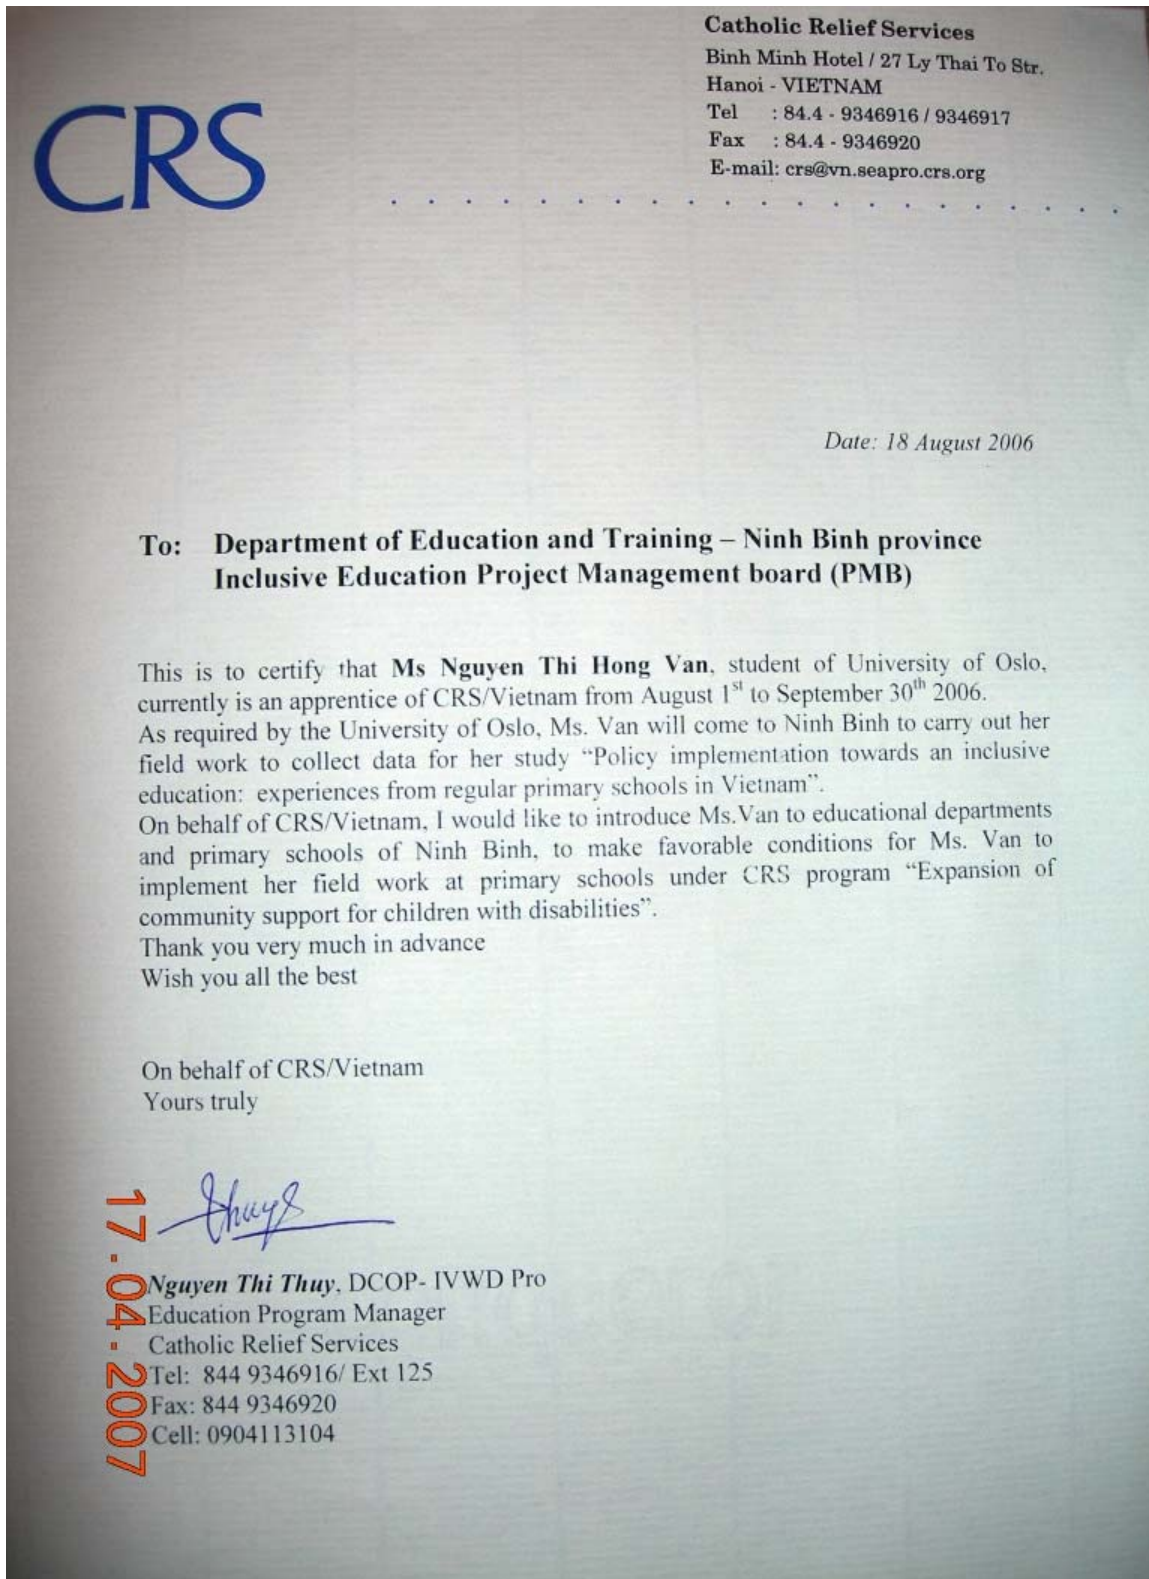 Catholic Relief Services
Binh Minh Hotel / 27 Ly Thai To Str.
Hanoi - VIETNAM
Tel : 84.4 - 9346916 / 9346917
Fax : 84.4 - 9346920
E-mail: crs@vn.seapro.crs.org
CRS
Date: 18 August 2006
To: Department of Education and Training – Ninh Binh province
Inclusive Education Project Management board (PMB)
This is to certify that Ms Nguyen Thi Hong Van, student of University of Oslo,
currently is an apprentice of CRS/Vietnam from August 1st to September 30th 2006.
As required by the University of Oslo, Ms. Van will come to Ninh Binh to carry out her
field work to collect data for her study “Policy implementation towards an inclusive
education: experiences from regular primary schools in Vietnam”.
On behalf of CRS/Vietnam, I would like to introduce Ms.Van to educational departments
and primary schools of Ninh Binh, to make favorable conditions for Ms. Van to
implement her field work at primary schools under CRS program “Expansion of
community support for children with disabilities”.
Thank you very much in advance
Wish you all the best
On behalf of CRS/Vietnam
Yours truly
Thuy
Nguyen Thi Thuy, DCOP- IVWD Pro
Education Program Manager
Catholic Relief Services
Tel: 844 9346916/ Ext 125
Fax: 844 9346920
Cell: 0904113104
17.04.2007